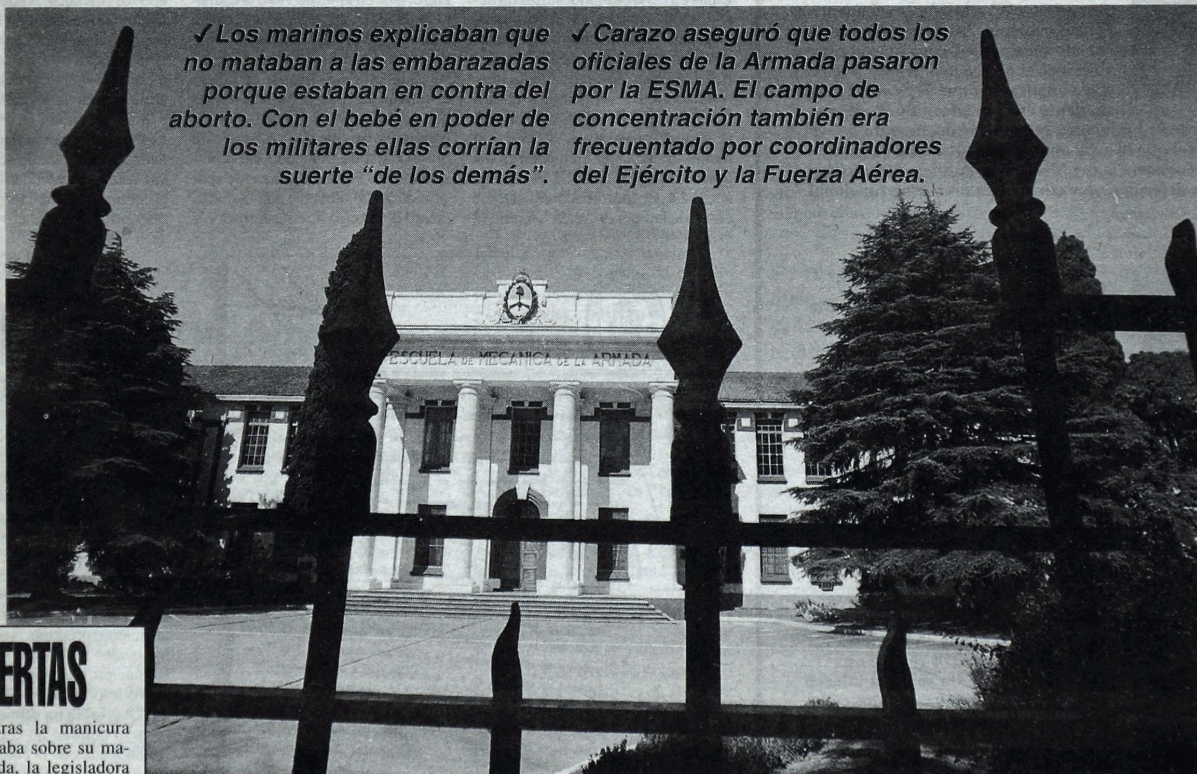 ✓Los marinos explicaban que
no mataban a las embarazadas
porque estaban en contra del
aborto. Con el bebé en poder de
los militares ellas corrían la
suerte “de los demás”.
✓Carazo aseguró que todos los
oficiales de la Armada pasaron
por la ESMA. El campo de
concentración también era
frecuentado por coordinadores
del Ejército y la Fuerza Aérea.
ESCUELA DE MECANICA DE LA ARMADA
ERTAS
ras la manicura
aba sobre su ma-
da, la legisladora